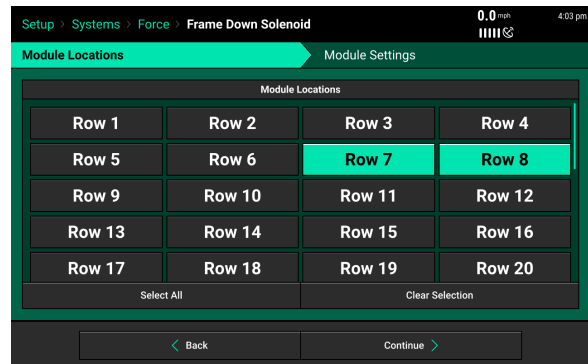 Setup > Systems > Force > Frame Down Solenoid
0.0 mph
4:03 pm
Module Locations
Module Settings
Module Locations
Row 1 Row 2 Row 3 Row 4
Row 5 Row 6 Row 7 Row 8
Row 9 Row 10 Row 11 Row 12
Row 13 Row 14 Row 15 Row 16
Row 17 Row 18 Row 19 Row 20
Select All
Clear Selection
< Back
Continue >